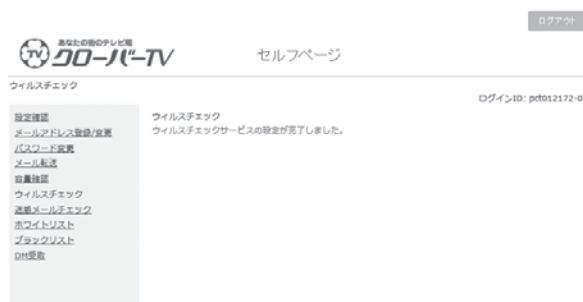 ログアウト
あなたの街のテレビ局
TV クローバーTV
セルフページ
ウィルスチェック
ログインID: pct012172-0
設定確認
メールアドレス登録/変更
パスワード変更
メール転送
容量確認
ウィルスチェック
迷惑メールチェック
ホワイトリスト
ブラックリスト
DM受取
ウィルスチェック
ウィルスチェックサービスの設定が完了しました。